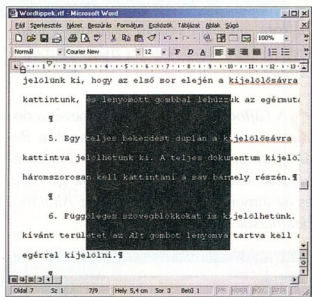 Wordtippek.rtf - Microsoft Word
Fájl Szerkesztés Nézet Beszúrás Formátum Eszközök Táblázat Ablak Súgó
100%
Normál Courier New 12 F D A
jelölünk ki, hogy az első sor elején a kijelölősávra
kattintunk, és lenyomott gombbal lehúzzuk az egérmuta
¶
5. Egy teljes bekezdést duplán a kijelölősávra
kattintva jelölhetünk ki. A teljes dokumentum kijelö
háromszorosan kell kattintani a sáv bármely részén.¶
¶
6. Függőleges szövegblokkokat is kijelölhetünk.
kívánt területet az Alt gombot lenyomva tartva kell a
egérrel kijelölni.¶
¶
Oldal 7 Sz 1 7/9 Hely 5,4 cm Sor 3 Betű 1